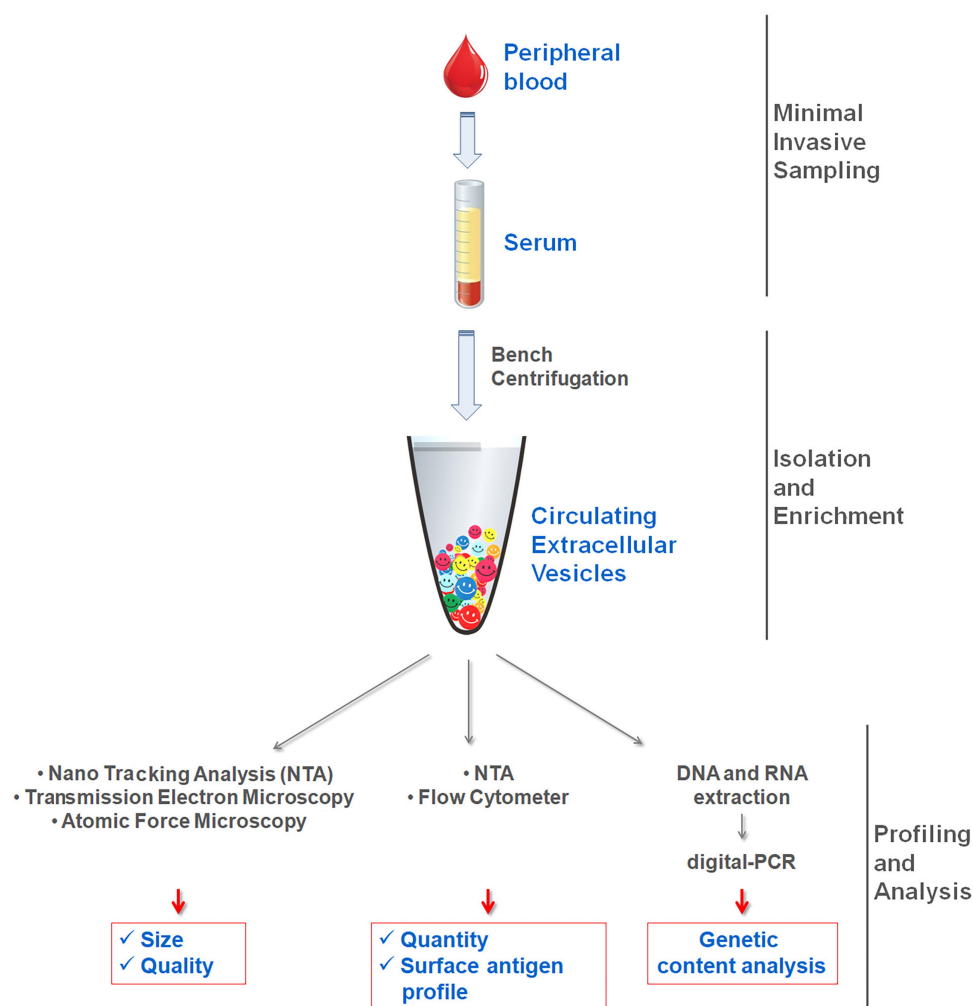 Peripheral
blood
Minimal
Invasive
Sampling
Serum
Bench
Centrifugation
Isolation
and
Enrichment
Circulating
Extracellular
Vesicles
• Nano Tracking Analysis (NTA)
• Transmission Electron Microscopy
• Atomic Force Microscopy
• NTA
• Flow Cytometer
DNA and RNA
extraction
digital-PCR
Profiling
and
Analysis
✓ Size
✓ Quality
✓ Quantity
✓ Surface antigen
profile
Genetic
content analysis